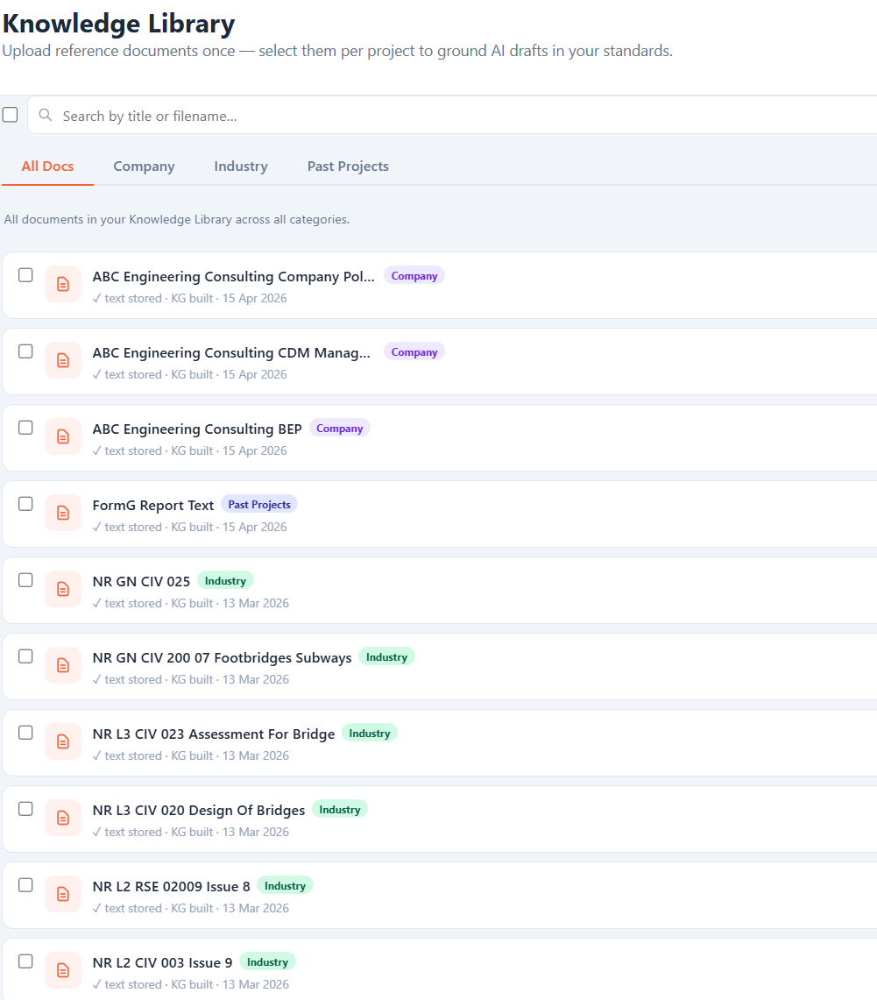 Knowledge Library
Upload reference documents once — select them per project to ground AI drafts in your standards.
Search by title or filename...
All Docs Company Industry Past Projects
All documents in your Knowledge Library across all categories.
ABC Engineering Consulting Company Pol... Company
✓ text stored · KG built · 15 Apr 2026
ABC Engineering Consulting CDM Manag... Company
✓ text stored · KG built · 15 Apr 2026
ABC Engineering Consulting BEP Company
✓ text stored · KG built · 15 Apr 2026
FormG Report Text Past Projects
✓ text stored · KG built · 15 Apr 2026
NR GN CIV 025 Industry
✓ text stored · KG built · 13 Mar 2026
NR GN CIV 200 07 Footbridges Subways Industry
✓ text stored · KG built · 13 Mar 2026
NR L3 CIV 023 Assessment For Bridge Industry
✓ text stored · KG built · 13 Mar 2026
NR L3 CIV 020 Design Of Bridges Industry
✓ text stored · KG built · 13 Mar 2026
NR L2 RSE 02009 Issue 8 Industry
✓ text stored · KG built · 13 Mar 2026
NR L2 CIV 003 Issue 9 Industry
✓ text stored · KG built · 13 Mar 2026